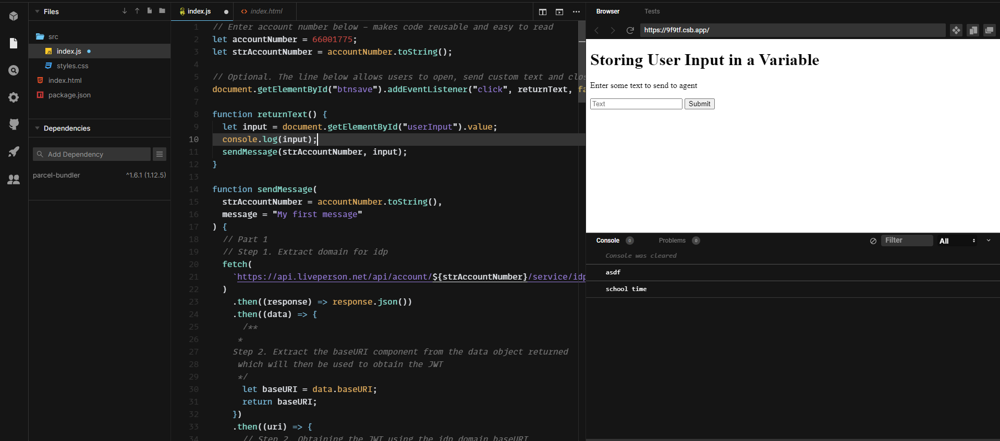 Files
src
index.js
styles.css
index.html
package.json
Dependencies
Add Dependency
parcel-bundler ^1.6.1 (1.12.5)
index.js
index.html
1 // Enter account number below - makes code reusable and easy to read
2 let accountNumber = 66001775;
3 let strAccountNumber = accountNumber.toString();
4
5 // Optional. The line below allows users to open, send custom text and clos
6 document.getElementById("btnsave").addEventListener("click", returnText, fa
7
8 function returnText() {
9 let input = document.getElementById("userInput").value;
10 console.log(input);
11 sendMessage(strAccountNumber, input);
12 }
13
14 function sendMessage(
15 strAccountNumber = accountNumber.toString(),
16 message = "My first message"
17 ) {
18 // Part 1
19 // Step 1. Extract domain for idp
20 fetch(
21 `https://api.liveperson.net/api/account/${strAccountNumber}/service/idp
22 )
23 .then((response) => response.json())
24 .then((data) => {
25 /**
26 *
27 Step 2. Extract the baseURI component from the data object returned
28 which will then be used to obtain the JWT
29 */
30 let baseURI = data.baseURI;
31 return baseURI;
32 })
33 .then((uri) => {
34 // Step 2. Obtaining the JWT using the idp domain baseURI
Browser
Tests
https://9f9tf.csb.app/
Storing User Input in a Variable
Enter some text to send to agent
Text
Submit
Console 0
Problems 0
Filter
All
Console was cleared
asdf
school time